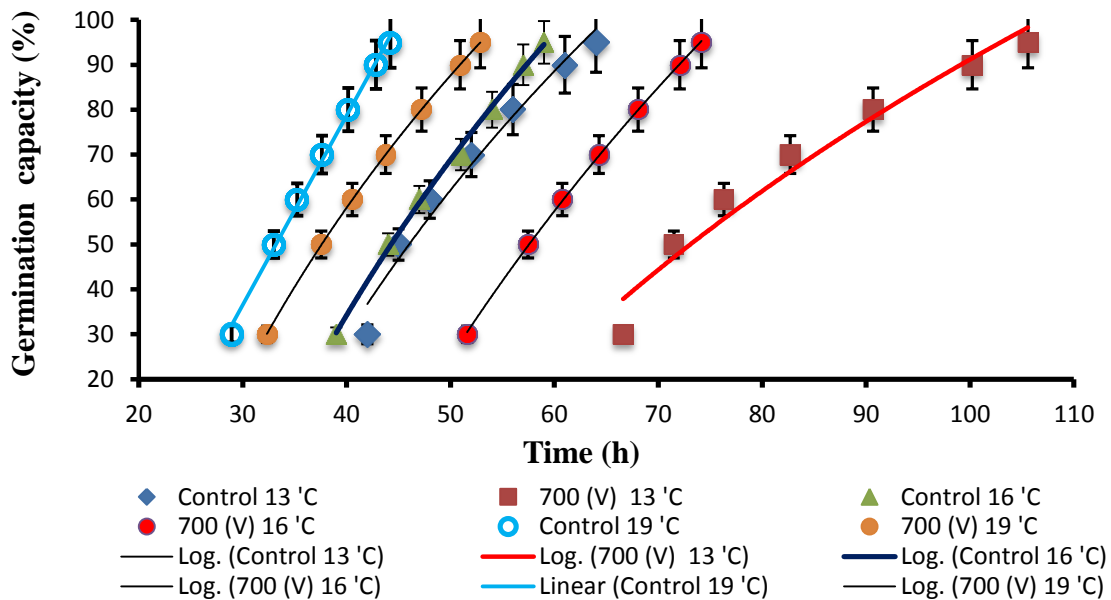 Germination capacity (%)
100
90
80
70
60
50
40
30
20
20 30 40 50 60 70 80 90 100 110
Time (h)
Control 13 'C 700 (V) 13 'C Control 16 'C
700 (V) 16 'C Control 19 'C 700 (V) 19 'C
Log. (Control 13 'C) Log. (700 (V) 13 'C) Log. (Control 16 'C)
Log. (700 (V) 16 'C) Linear (Control 19 'C) Log. (700 (V) 19 'C)